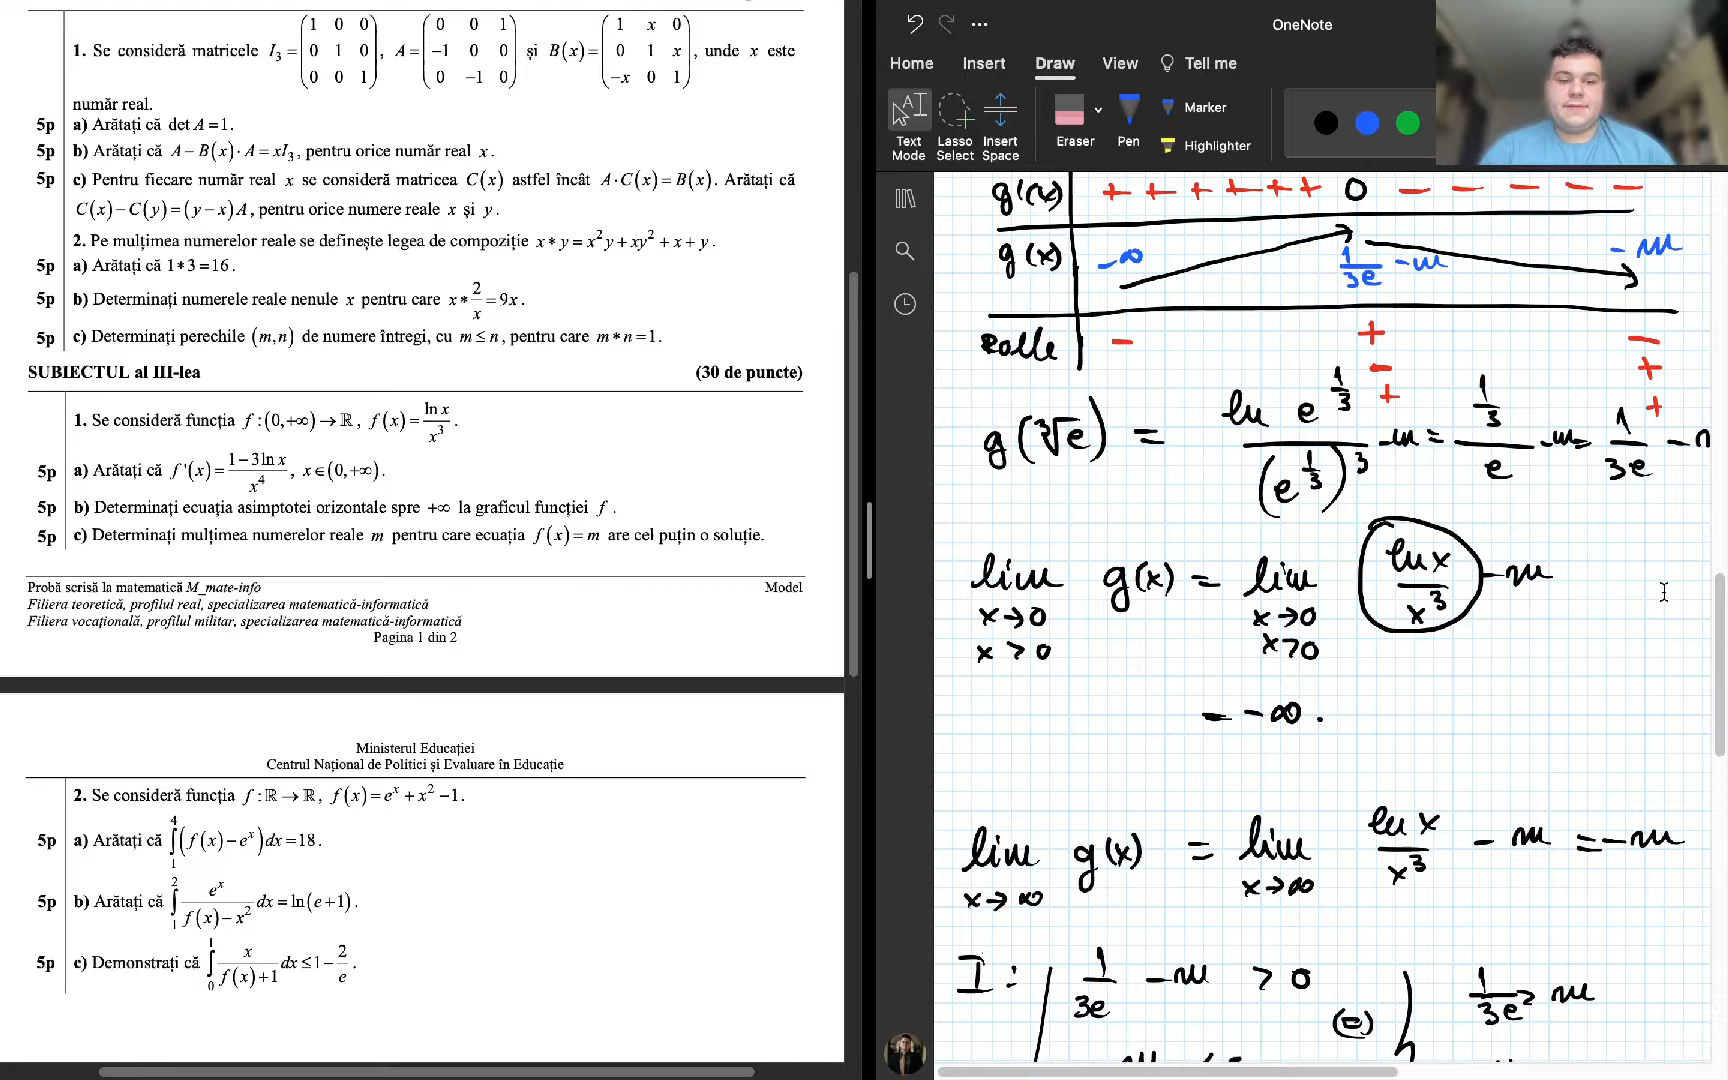 1. Se consideră matricele I₃ = (1 0 0; 0 1 0; 0 0 1), A = (0 0 1; −1 0 0; 0 −1 0) și B(x) = (1 x 0; 0 1 x; −x 0 1), unde x este
număr real.
5p a) Arătați că det A = 1.
5p b) Arătați că A − B(x)·A = xI₃, pentru orice număr real x.
5p c) Pentru fiecare număr real x se consideră matricea C(x) astfel încât A·C(x) = B(x). Arătați că
C(x) − C(y) = (y − x)A, pentru orice numere reale x și y.
2. Pe mulțimea numerelor reale se definește legea de compoziție x * y = x²y + xy² + x + y.
5p a) Arătați că 1 * 3 = 16.
5p b) Determinați numerele reale nenule x pentru care x * 2/x = 9x.
5p c) Determinați perechile (m,n) de numere întregi, cu m ≤ n, pentru care m * n = 1.
SUBIECTUL al III-lea (30 de puncte)
1. Se consideră funcția f : (0,+∞) → ℝ, f(x) = ln x / x³.
5p a) Arătați că f'(x) = (1 − 3ln x)/x⁴, x ∈ (0,+∞).
5p b) Determinați ecuația asimptotei orizontale spre +∞ la graficul funcției f.
5p c) Determinați mulțimea numerelor reale m pentru care ecuația f(x) = m are cel puțin o soluție.
Probă scrisă la matematică M_mate-info Model
Filiera teoretică, profilul real, specializarea matematică-informatică
Filiera vocațională, profilul militar, specializarea matematică-informatică
Pagina 1 din 2
Ministerul Educației
Centrul Național de Politici și Evaluare în Educație
2. Se consideră funcția f : ℝ → ℝ, f(x) = eˣ + x² − 1.
5p a) Arătați că ∫₁⁴ (f(x) − eˣ)dx = 18.
5p b) Arătați că ∫₁² eˣ/(f(x) − x²) dx = ln(e + 1).
5p c) Demonstrați că ∫₀¹ x/(f(x) + 1) dx ≤ 1 − 2/e.
OneNote
Home Insert Draw View Tell me
Text Mode
Lasso Select
Insert Space
Eraser
Pen
Marker
Highlighter
g'(x) + + + + + + 0 − − − − − −
g(x) −∞ 1/3e − m − m
Rolle − + −
− +
+ +
g(∛e) = ln e^(1/3) / (e^(1/3))³ − m = (1/3)/e − m = 1/3e − m
lim x→0 x>0 g(x) = lim x→0 x>0 ln x / x³ − m
= −∞ .
lim x→∞ g(x) = lim x→∞ ln x / x³ − m = −m
I : 1/3e − m > 0 (=) 1/3e > m